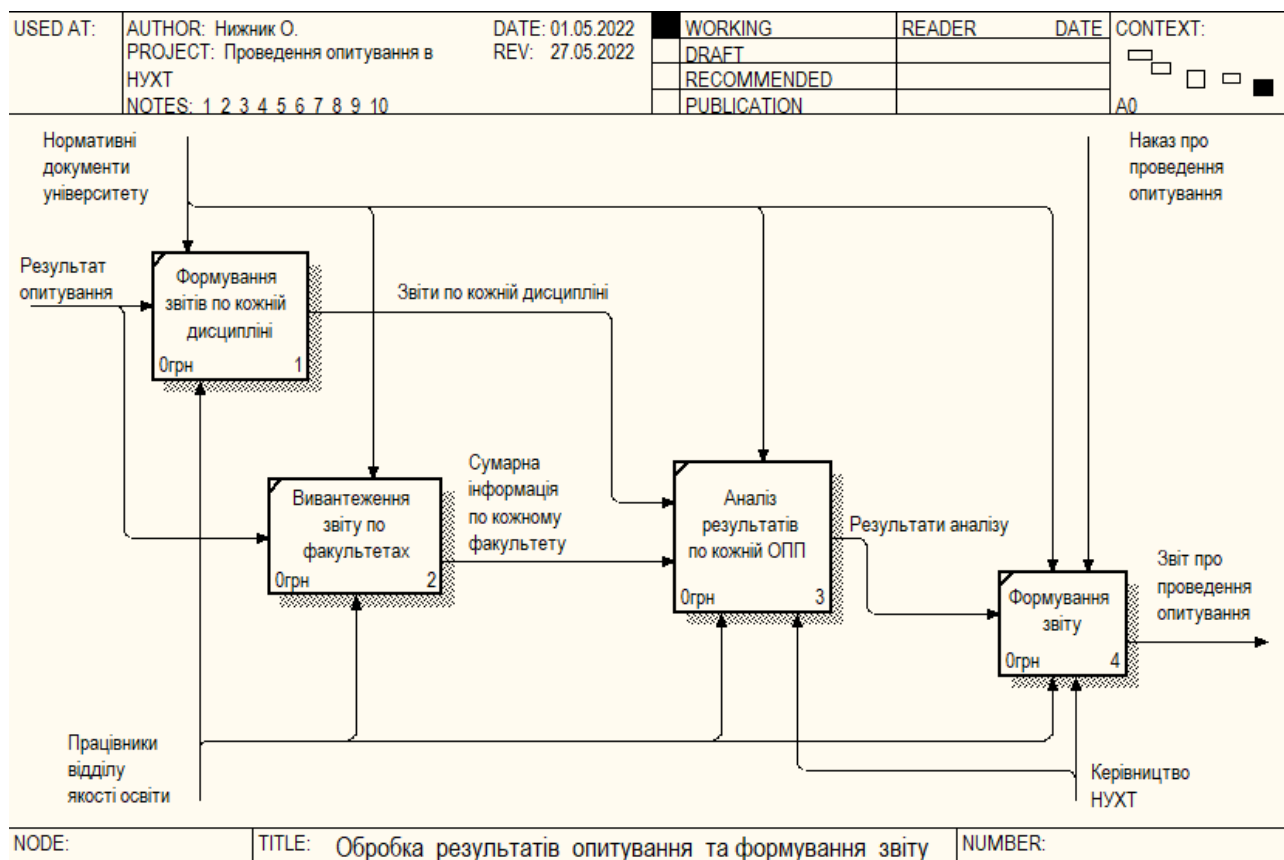 USED AT:
AUTHOR: Нижник О.
DATE: 01.05.2022
PROJECT: Проведення опитування в
REV: 27.05.2022
НУХТ
NOTES: 1 2 3 4 5 6 7 8 9 10
WORKING
DRAFT
RECOMMENDED
PUBLICATION
READER DATE
CONTEXT:
A0
Нормативні
документи
університету
Наказ про
проведення
опитування
Результат
опитування
Формування
звітів по кожній
дисципліні
0грн 1
Звіти по кожній дисципліні
Вивантеження
звіту по
факультетах
0грн 2
Сумарна
інформація
по кожному
факультету
Аналіз
результатів
по кожній ОПП
0грн 3
Результати аналізу
Формування
звіту
0грн 4
Звіт про
проведення
опитування
Працівники
відділу
якості освіти
Керівництво
НУХТ
NODE:
TITLE: Обробка результатів опитування та формування звіту
NUMBER: